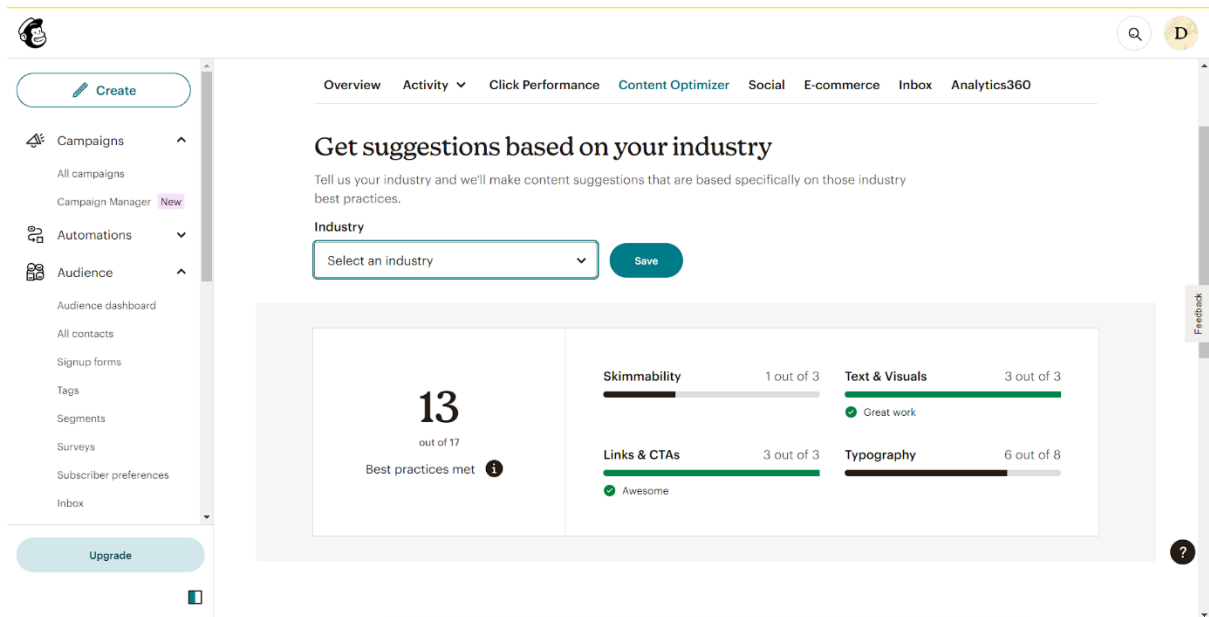 D
Create
Campaigns
All campaigns
Campaign Manager New
Automations
Audience
Audience dashboard
All contacts
Signup forms
Tags
Segments
Surveys
Subscriber preferences
Inbox
Upgrade
Overview Activity Click Performance Content Optimizer Social E-commerce Inbox Analytics360
Get suggestions based on your industry
Tell us your industry and we'll make content suggestions that are based specifically on those industry
best practices.
Industry
Select an industry
Save
13
out of 17
Best practices met i
Skimmability 1 out of 3
Text & Visuals 3 out of 3
Great work
Links & CTAs 3 out of 3
Awesome
Typography 6 out of 8
Feedback
?